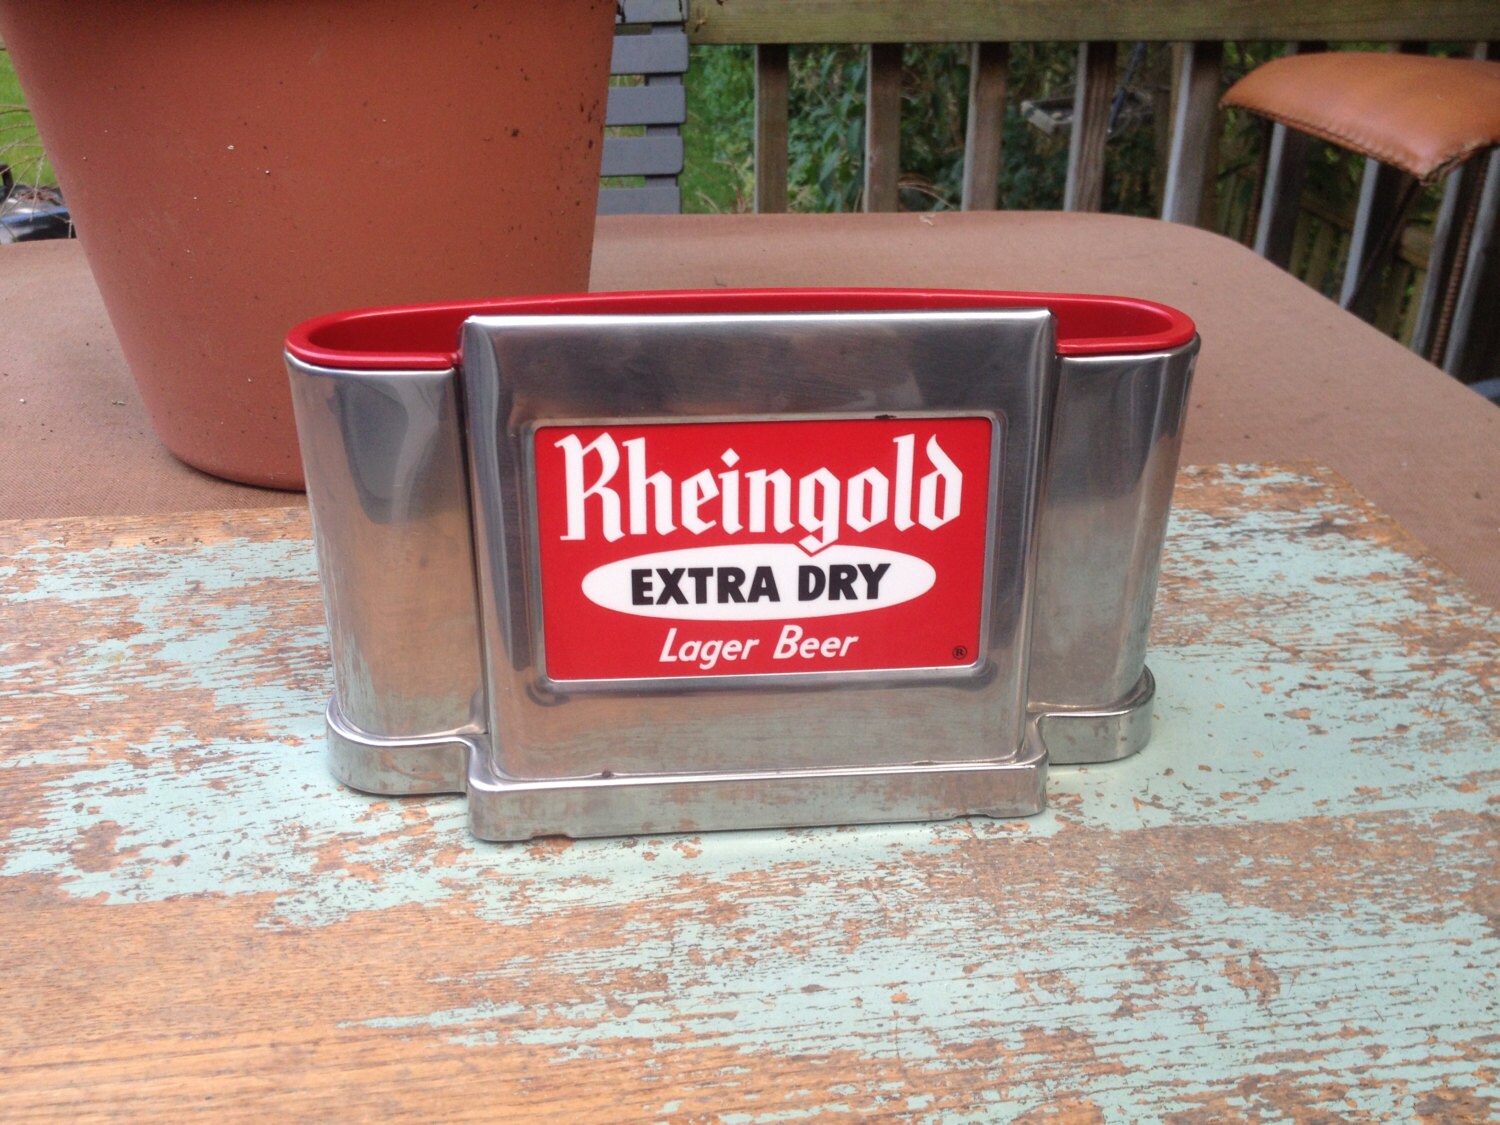 Rheingold
EXTRA DRY
Lager Beer
®